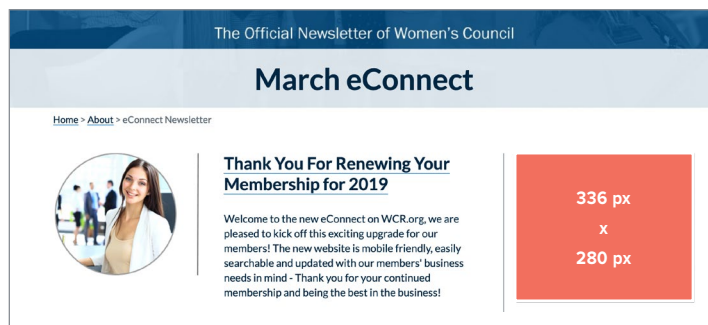 The Official Newsletter of Women's Council
March eConnect
Home > About > eConnect Newsletter
Thank You For Renewing Your
Membership for 2019
Welcome to the new eConnect on WCR.org, we are
pleased to kick off this exciting upgrade for our
members! The new website is mobile friendly, easily
searchable and updated with our members' business
needs in mind - Thank you for your continued
membership and being the best in the business!
336 px
x
280 px